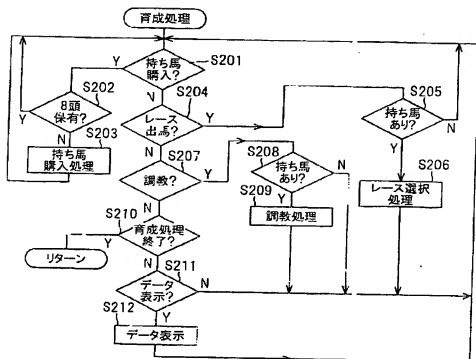 育成処理
持ち馬
購入?
S201
Y
N
S202
8頭
保有?
Y
N
S203
持ち馬
購入処理
S204
レース
出馬?
Y
N
S205
持ち馬
あり?
N
Y
S206
レース選択
処理
S207
調教?
Y
N
S208
持ち馬
あり?
N
Y
S209
調教処理
S210
育成処理
終了?
Y
N
リターン
S211
データ
表示?
N
Y
S212
データ表示